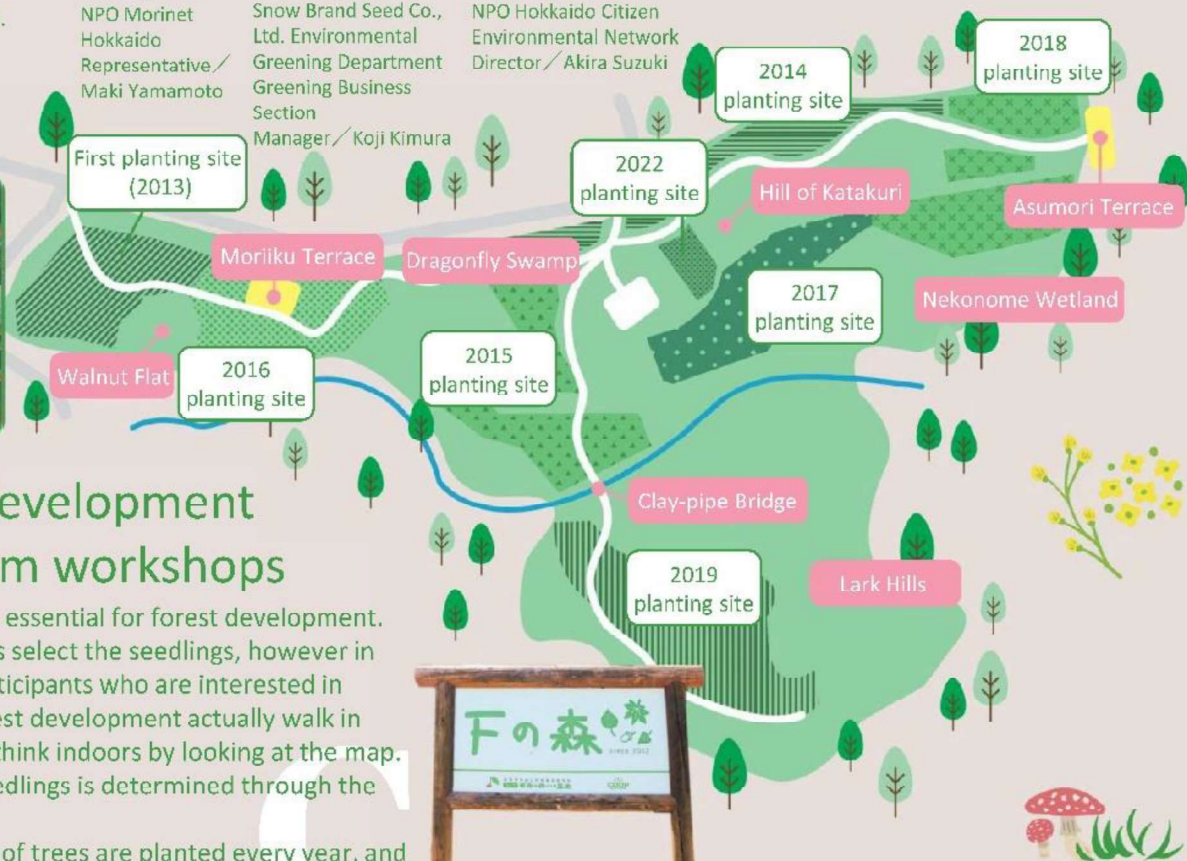 NPO Morinet
Hokkaido
Representative／
Maki Yamamoto
Snow Brand Seed Co.,
Ltd. Environmental
Greening Department
Greening Business
Section
Manager／Koji Kimura
NPO Hokkaido Citizen
Environmental Network
Director／Akira Suzuki
2014
planting site
2018
planting site
First planting site
(2013)
2022
planting site
Hill of Katakuri
Asumori Terrace
Moriiku Terrace
Dragonfly Swamp
2017
planting site
Nekonome Wetland
Walnut Flat
2016
planting site
2015
planting site
Clay-pipe Bridge
2019
planting site
Lark Hills
evelopment
m workshops
essential for forest development.
s select the seedlings, however in
ticipants who are interested in
est development actually walk in
think indoors by looking at the map.
edlings is determined through the
of trees are planted every year, and
Fの森